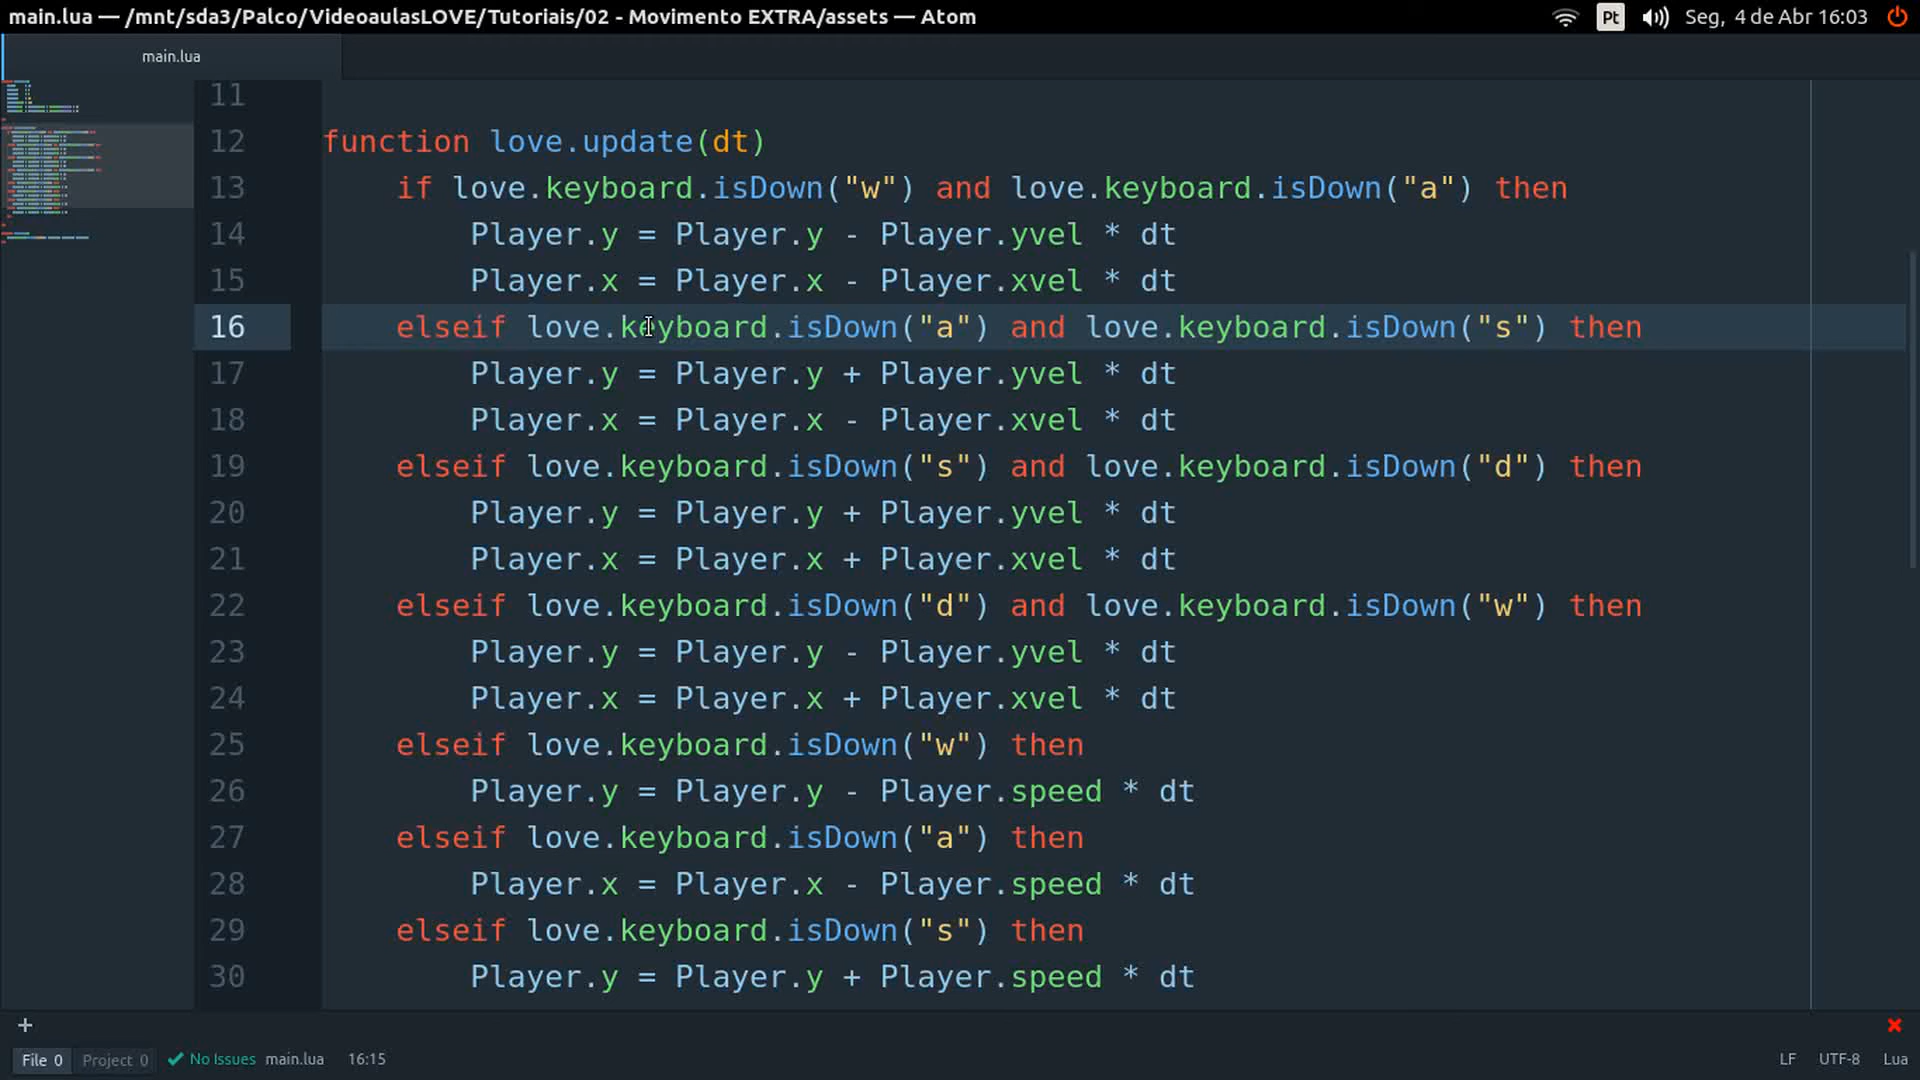 main.lua — /mnt/sda3/Palco/VideoaulasLOVE/Tutoriais/02 - Movimento EXTRA/assets — Atom
Pt
Seg, 4 de Abr 16:03
main.lua
11
12 function love.update(dt)
13 if love.keyboard.isDown("w") and love.keyboard.isDown("a") then
14 Player.y = Player.y - Player.yvel * dt
15 Player.x = Player.x - Player.xvel * dt
16 elseif love.keyboard.isDown("a") and love.keyboard.isDown("s") then
17 Player.y = Player.y + Player.yvel * dt
18 Player.x = Player.x - Player.xvel * dt
19 elseif love.keyboard.isDown("s") and love.keyboard.isDown("d") then
20 Player.y = Player.y + Player.yvel * dt
21 Player.x = Player.x + Player.xvel * dt
22 elseif love.keyboard.isDown("d") and love.keyboard.isDown("w") then
23 Player.y = Player.y - Player.yvel * dt
24 Player.x = Player.x + Player.xvel * dt
25 elseif love.keyboard.isDown("w") then
26 Player.y = Player.y - Player.speed * dt
27 elseif love.keyboard.isDown("a") then
28 Player.x = Player.x - Player.speed * dt
29 elseif love.keyboard.isDown("s") then
30 Player.y = Player.y + Player.speed * dt
File 0 Project 0 No Issues main.lua 16:15 LF UTF-8 Lua